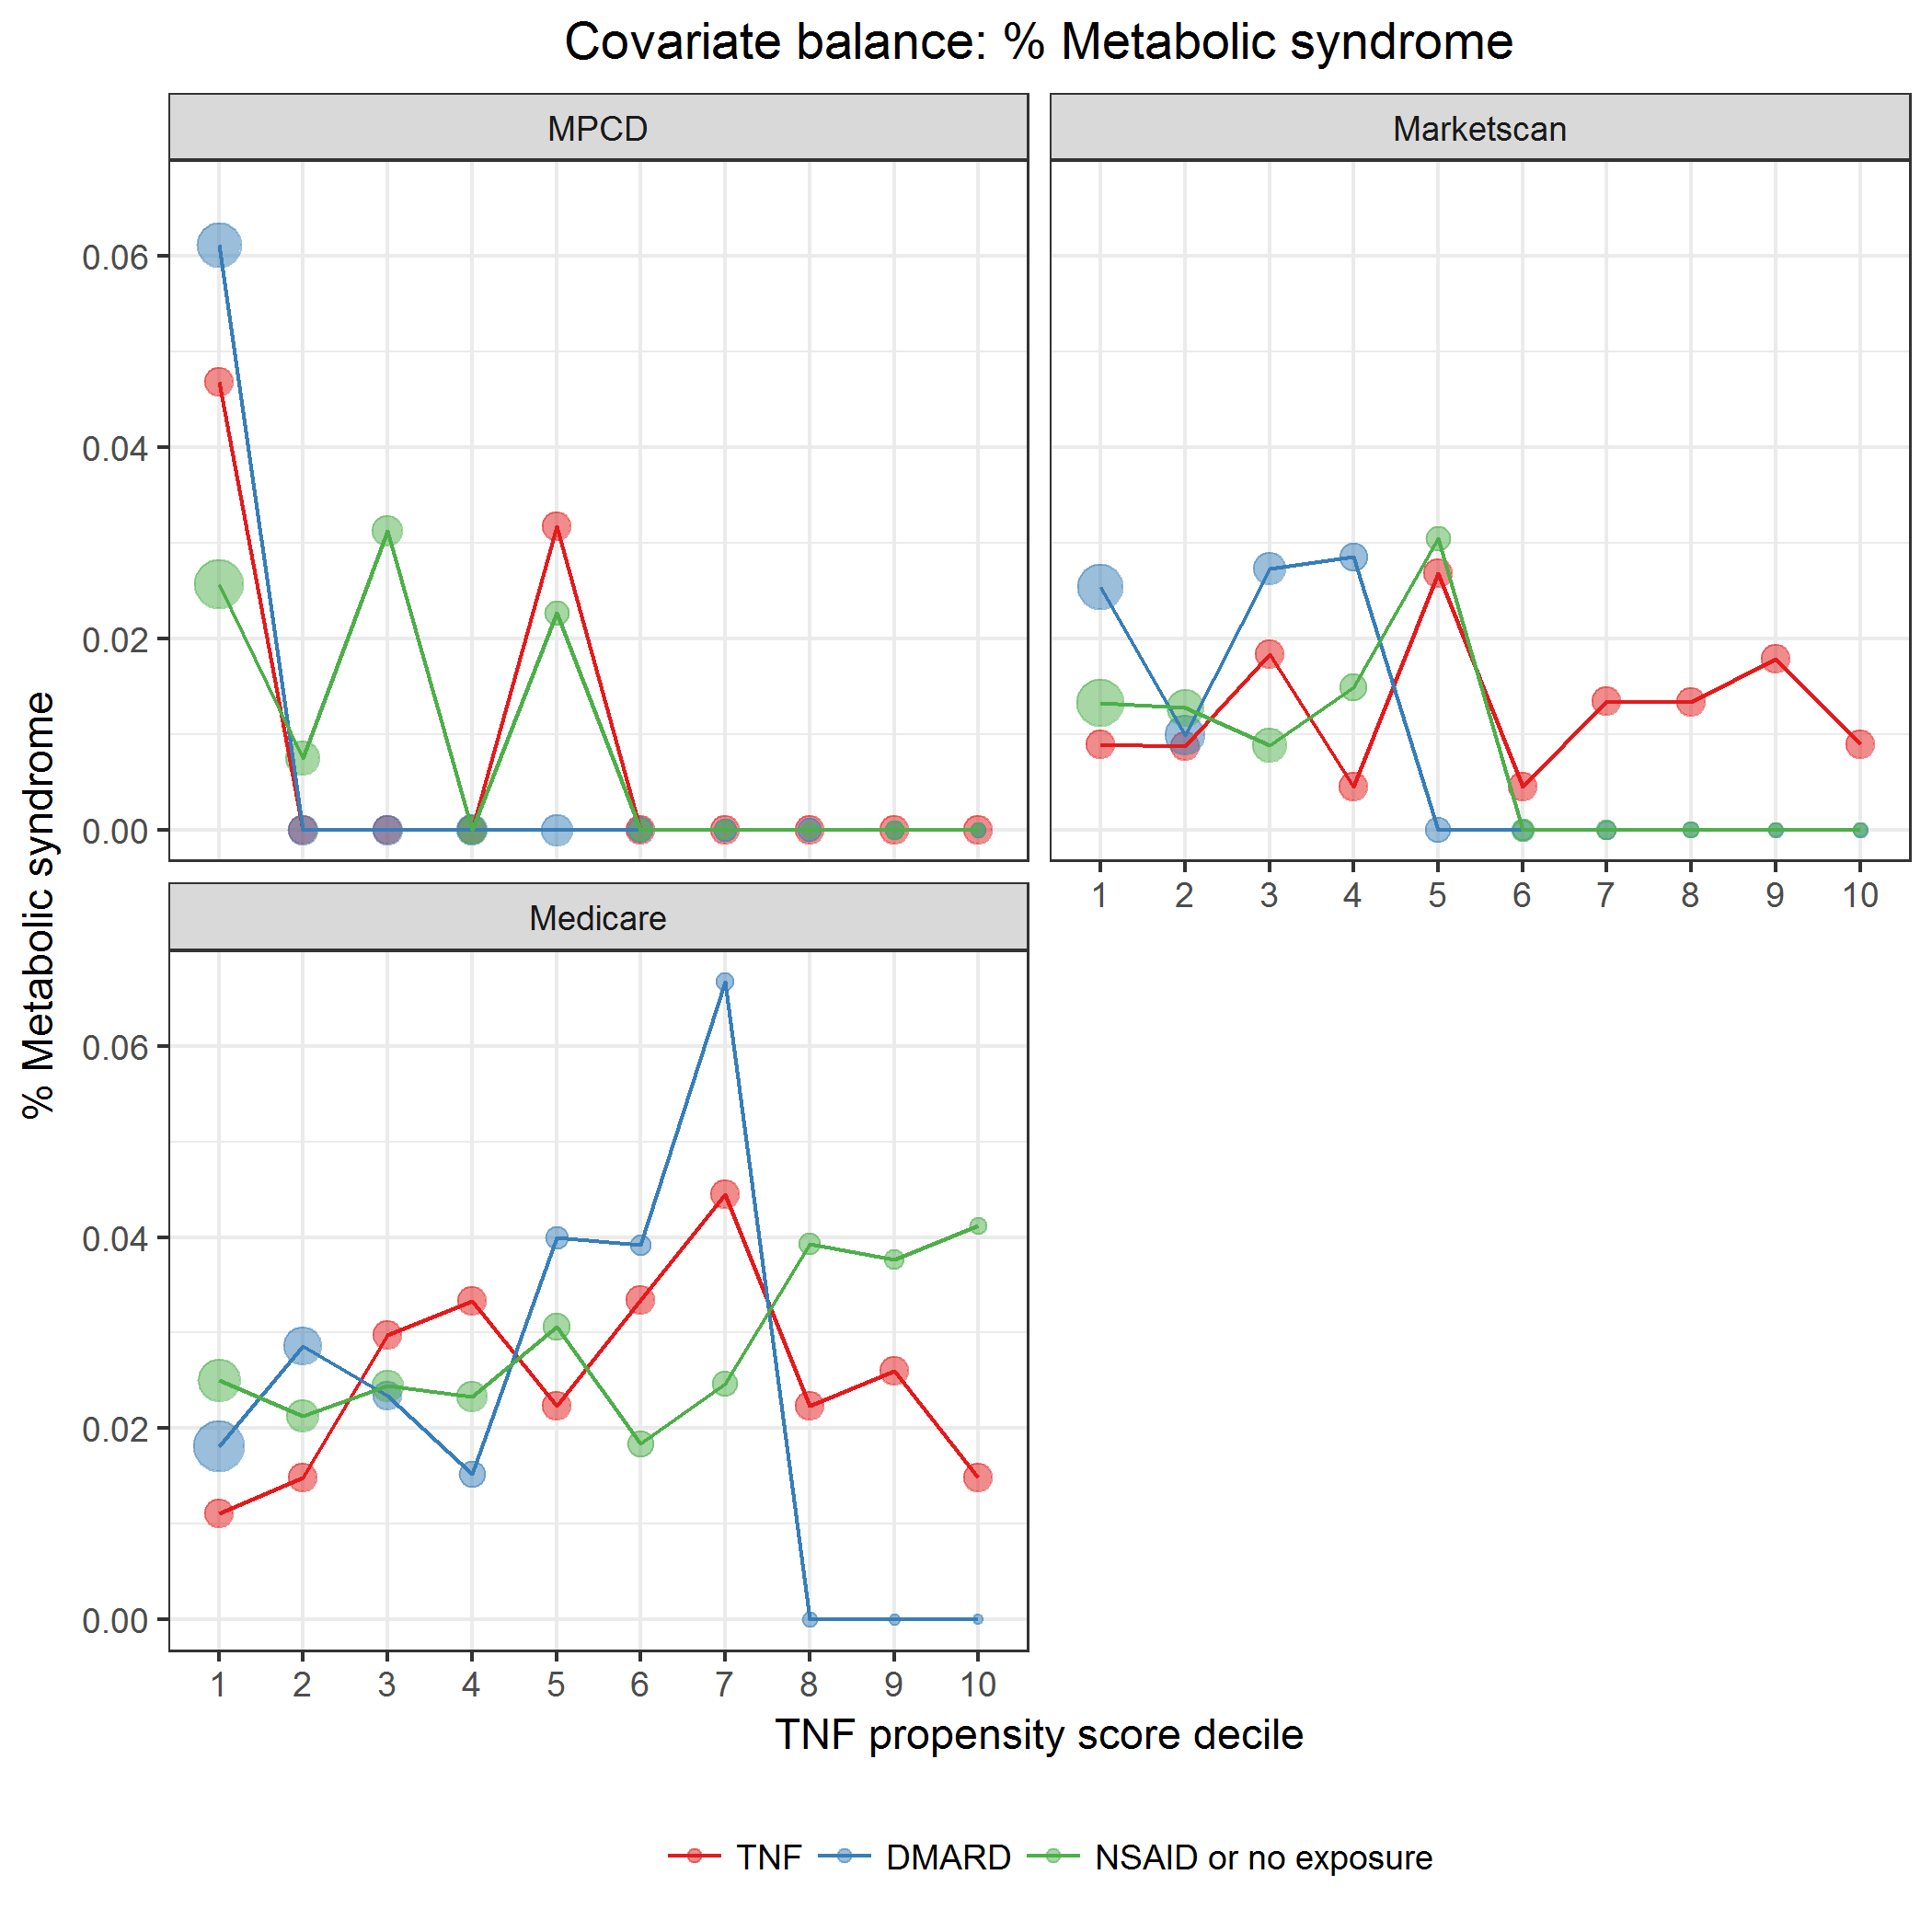 Covariate balance: % Metabolic syndrome
MPCD
Marketscan
0.06
0.04
0.02
0.00
1 2 3 4 5 6 7 8 9 10
Medicare
0.06
0.04
0.02
0.00
1 2 3 4 5 6 7 8 9 10
% Metabolic syndrome
TNF propensity score decile
TNF DMARD NSAID or no exposure